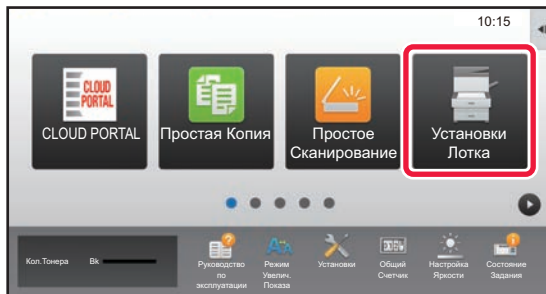 10:15
CLOUD
PORTAL
CLOUD PORTAL
Простая Копия
Простое
Сканирование
Установки
Лотка
Кол.Тонера Bk
Руководство
по
эксплуатации
Режим
Увелич.
Показа
Установки
Общий
Счетчик
Настройка
Яркости
Состояние
Задания